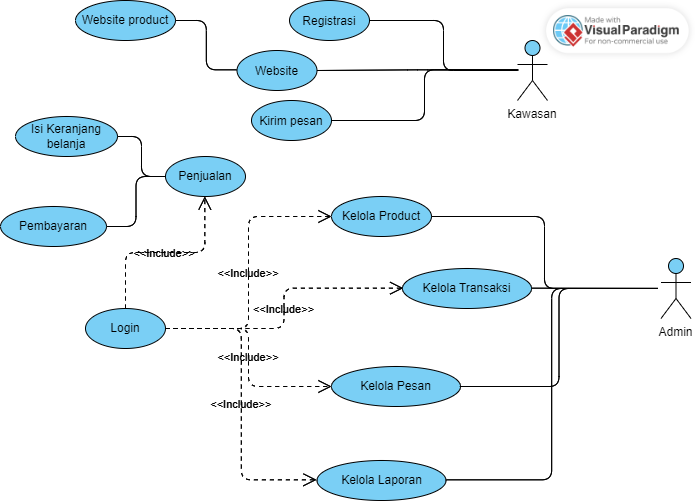 Website product
Registrasi
Made with
Visual Paradigm
For non-commercial use
Website
Kirim pesan
Kawasan
Isi Keranjang
belanja
Penjualan
Pembayaran
Kelola Product
<<Include>>
<<Include>>
Kelola Transaksi
<<Include>>
Login
Admin
<<Include>>
Kelola Pesan
<<Include>>
Kelola Laporan